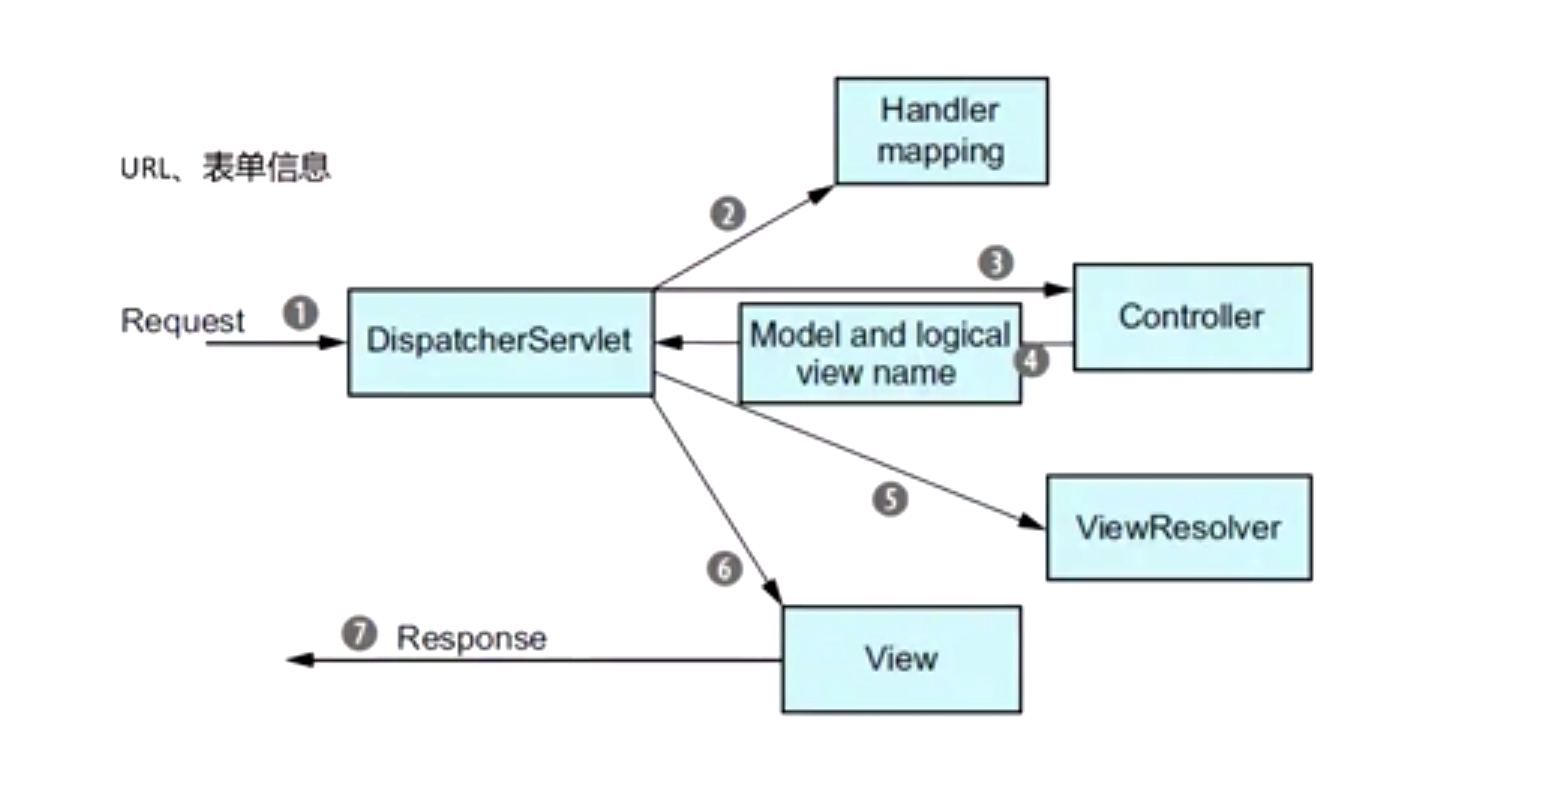 Handler
mapping
URL、表单信息
2
3
Request
1
DispatcherServlet
Model and logical
view name
4
Controller
5
ViewResolver
6
7
Response
View